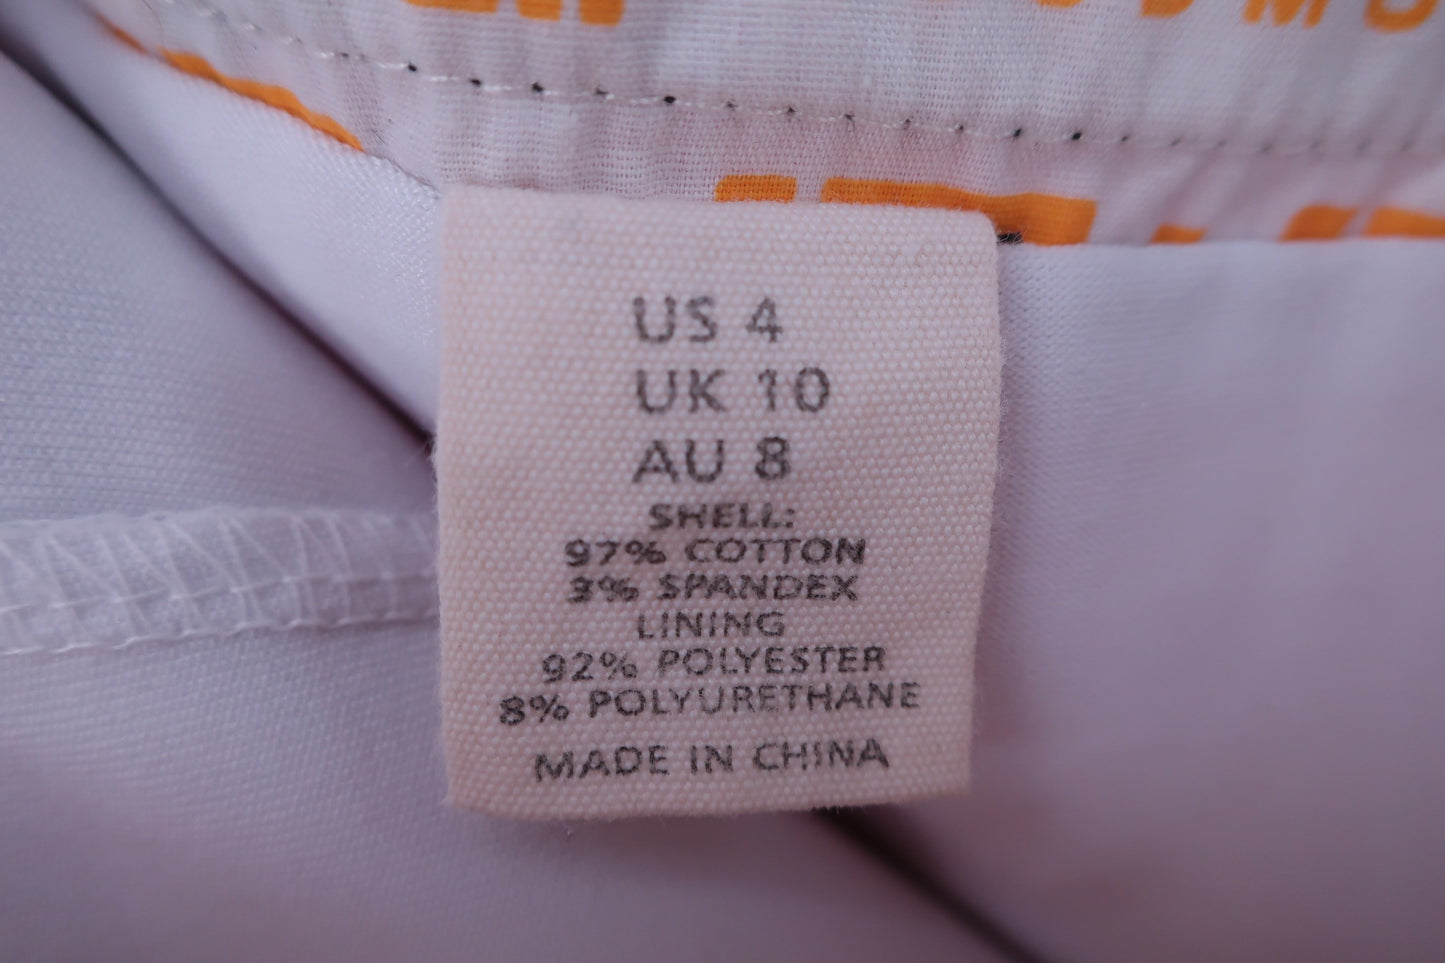 US 4
UK 10
AU 8
SHELL:
97% COTTON
3% SPANDEX
LINING
92% POLYESTER
8% POLYURETHANE
MADE IN CHINA